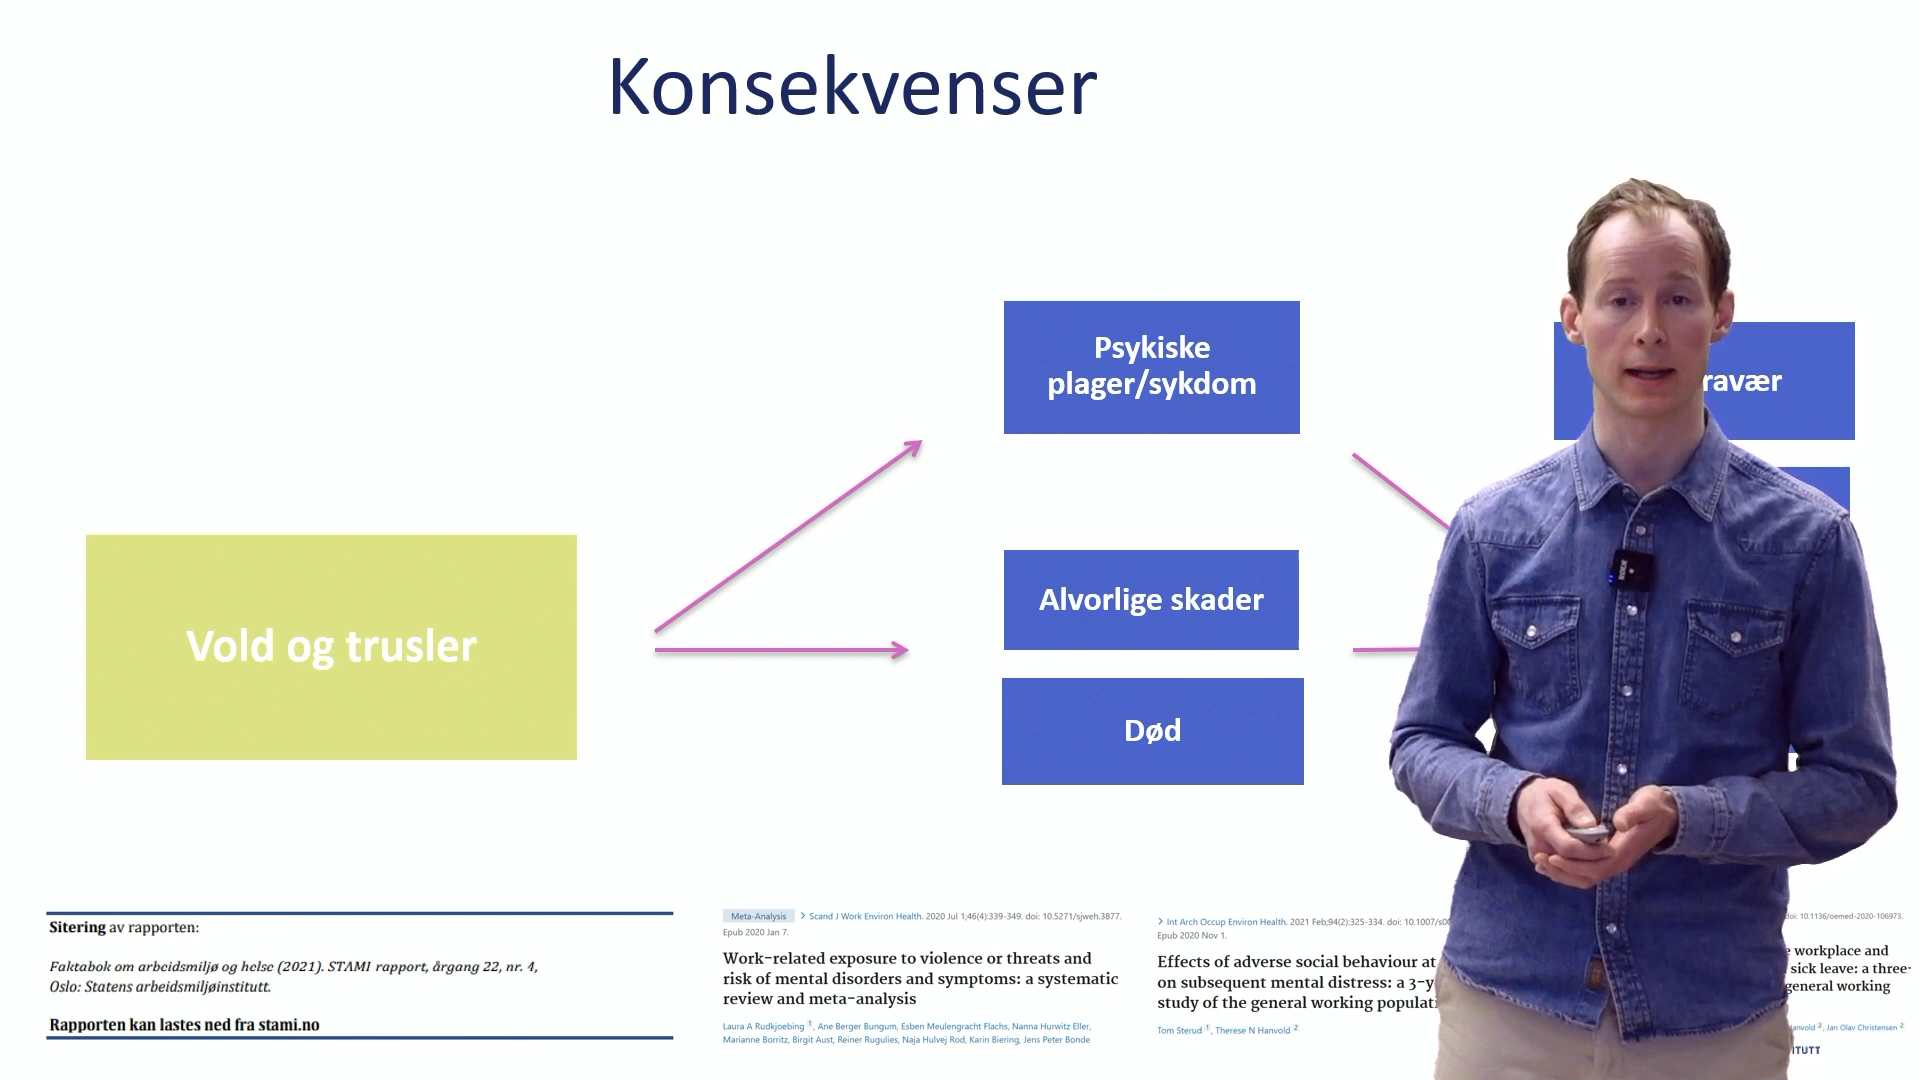 Konsekvenser
Psykiske
plager/sykdom
Alvorlige skader
Død
Vold og trusler
Sitering av rapporten:
Faktabok om arbeidsmiljø og helse (2021). STAMI rapport, årgang 22, nr. 4,
Oslo: Statens arbeidsmiljøinstitutt.
Rapporten kan lastes ned fra stami.no
Meta-Analysis > Scand J Work Environ Health. 2020 Jul 1;46(4):339-349. doi: 10.5271/sjweh.3877.
Epub 2020 Jan 7.
Work-related exposure to violence or threats and
risk of mental disorders and symptoms: a systematic
review and meta-analysis
Laura A Rudkjoebing 1, Ane Berger Bungum, Esben Meulengracht Flachs, Nanna Hurwitz Eller,
Marianne Borritz, Birgit Aust, Reiner Rugulies, Naja Hulvej Rod, Karin Biering, Jens Peter Bonde
> Int Arch Occup Environ Health. 2021 Feb;94(2):325-334. doi:
Epub 2020 Nov 1.
Effects of adverse social behaviour at
on subsequent mental distress: a
study of the general working
Tom Sterud 1, Therese N Hanvold 2
doi: 10.1136/oemed-2020-106973.
workplace and
sick leave: a three-
general working
Jan Olav Christensen 2